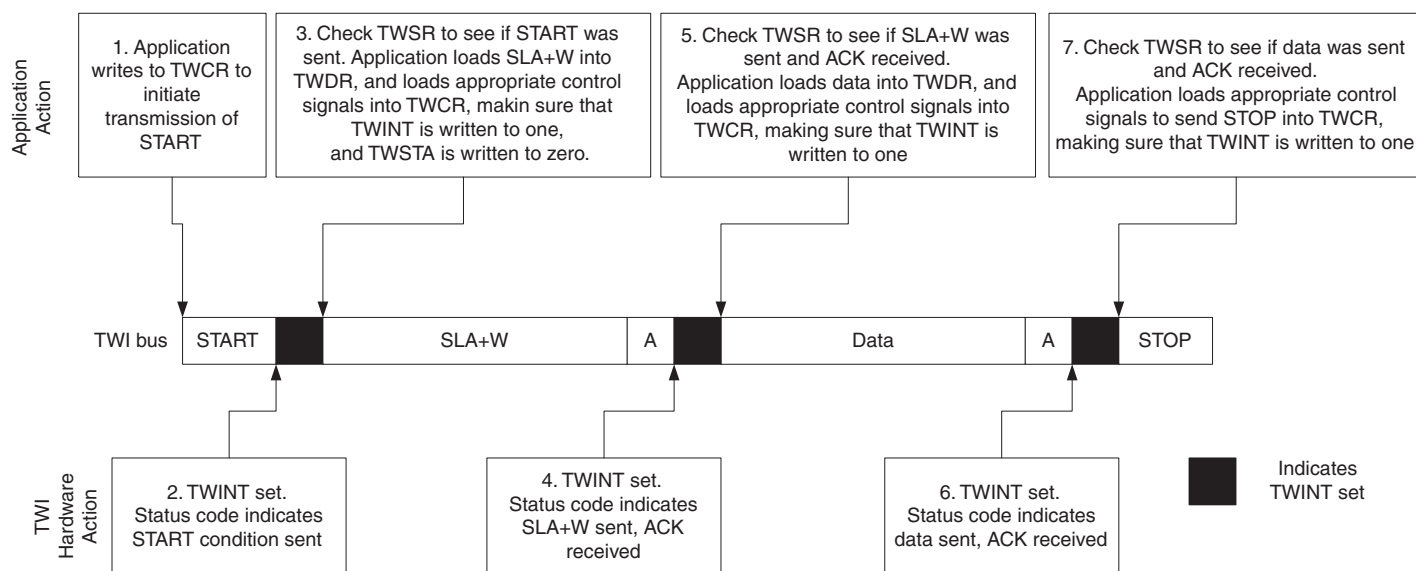 Application
Action
1. Application
writes to TWCR to
initiate
transmission of
START
3. Check TWSR to see if START was
sent. Application loads SLA+W into
TWDR, and loads appropriate control
signals into TWCR, makin sure that
TWINT is written to one,
and TWSTA is written to zero.
5. Check TWSR to see if SLA+W was
sent and ACK received.
Application loads data into TWDR, and
loads appropriate control signals into
TWCR, making sure that TWINT is
written to one
7. Check TWSR to see if data was sent
and ACK received.
Application loads appropriate control
signals to send STOP into TWCR,
making sure that TWINT is written to one
TWI bus
START
SLA+W
A
Data
A
STOP
TWI
Hardware
Action
2. TWINT set.
Status code indicates
START condition sent
4. TWINT set.
Status code indicates
SLA+W sent, ACK
received
6. TWINT set.
Status code indicates
data sent, ACK received
Indicates
TWINT set